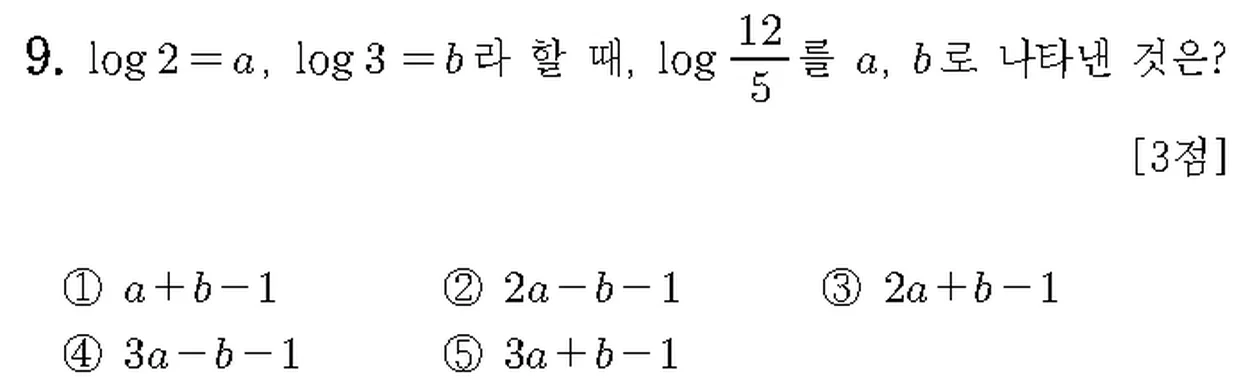 9. log 2 = a, log 3 = b라 할 때, log 12/5 를 a, b로 나타낸 것은?
[3점]
① a+b-1 ② 2a-b-1 ③ 2a+b-1
④ 3a-b-1 ⑤ 3a+b-1